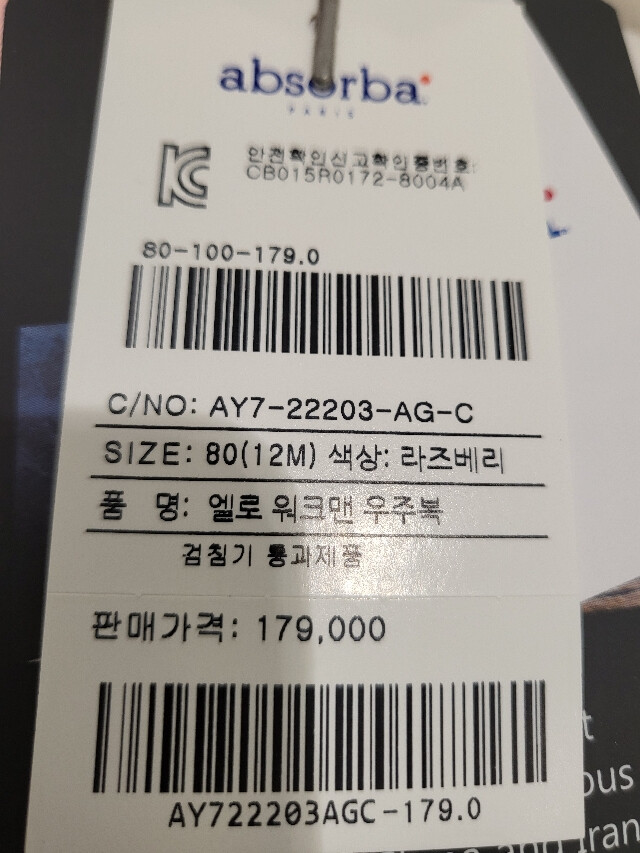 absorba
PARIS
안전확인신고확인증번호:
CB015R0172-8004A
80-100-179.0
C/NO: AY7-22203-AG-C
SIZE: 80(12M) 색상: 라즈베리
품 명: 엘로 워크맨 우주복
검침기 통과제품
판매가격: 179,000
AY722203AGC-179.0